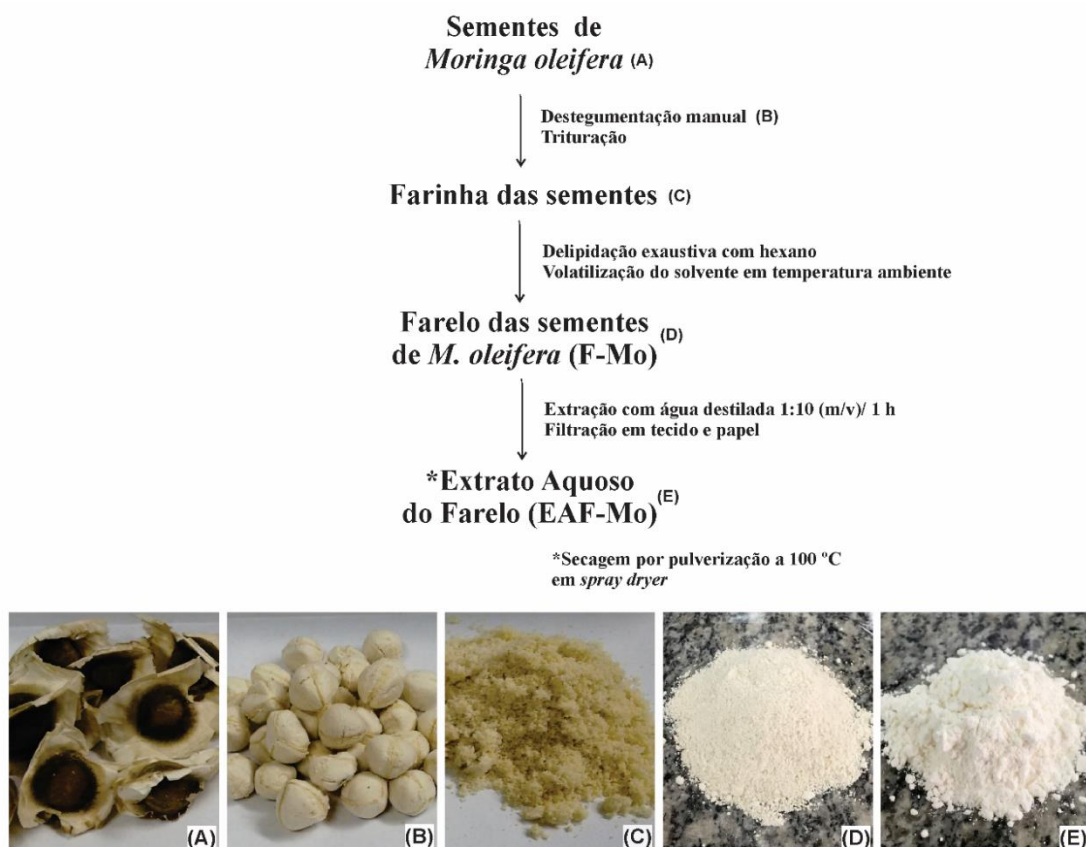 Sementes de
Moringa oleifera (A)
Destegumentação manual (B)
Trituração
Farinha das sementes (C)
Delipidação exaustiva com hexano
Volatilização do solvente em temperatura ambiente
Farelo das sementes
de M. oleifera (F-Mo) (D)
Extração com água destilada 1:10 (m/v)/ 1 h
Filtração em tecido e papel
*Extrato Aquoso
do Farelo (EAF-Mo) (E)
*Secagem por pulverização a 100 ºC
em spray dryer
(A) (B) (C) (D) (E)